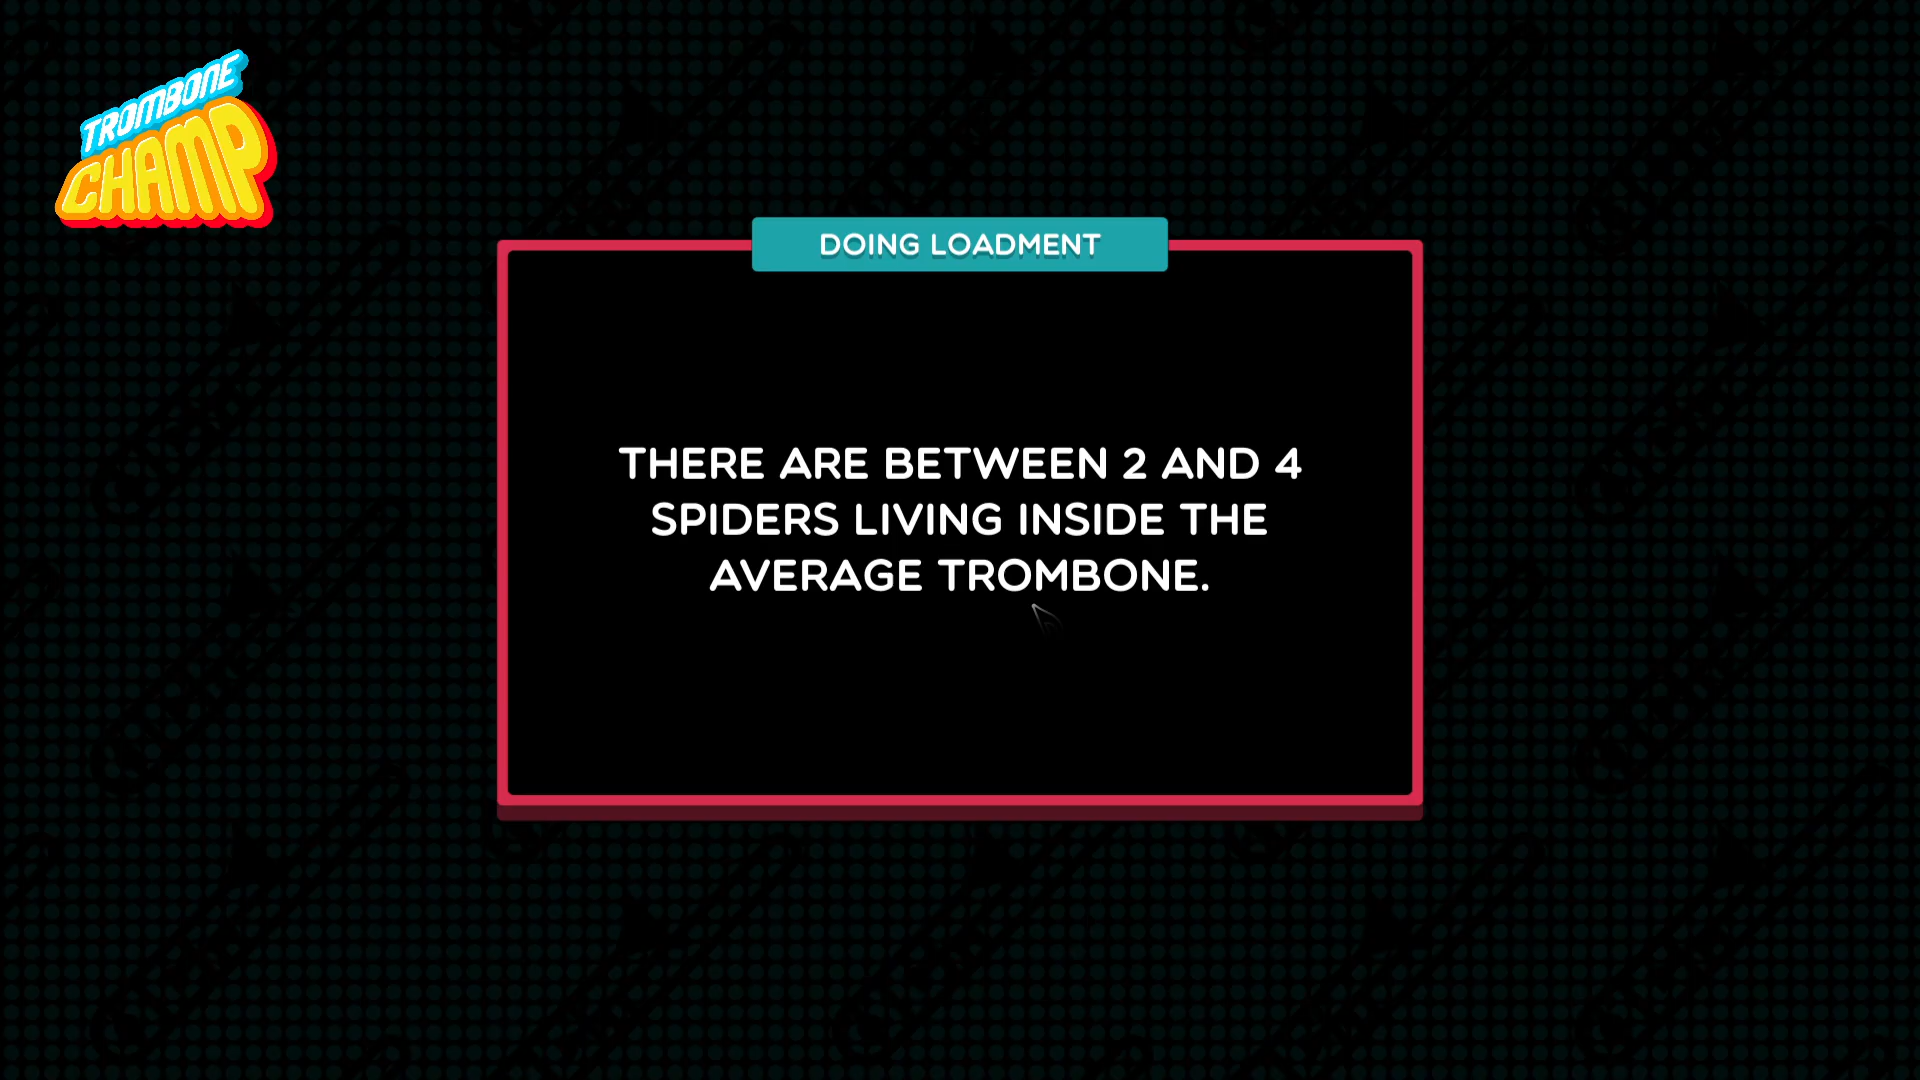 TROMBONE
CHAMP
DOING LOADMENT
THERE ARE BETWEEN 2 AND 4
SPIDERS LIVING INSIDE THE
AVERAGE TROMBONE.